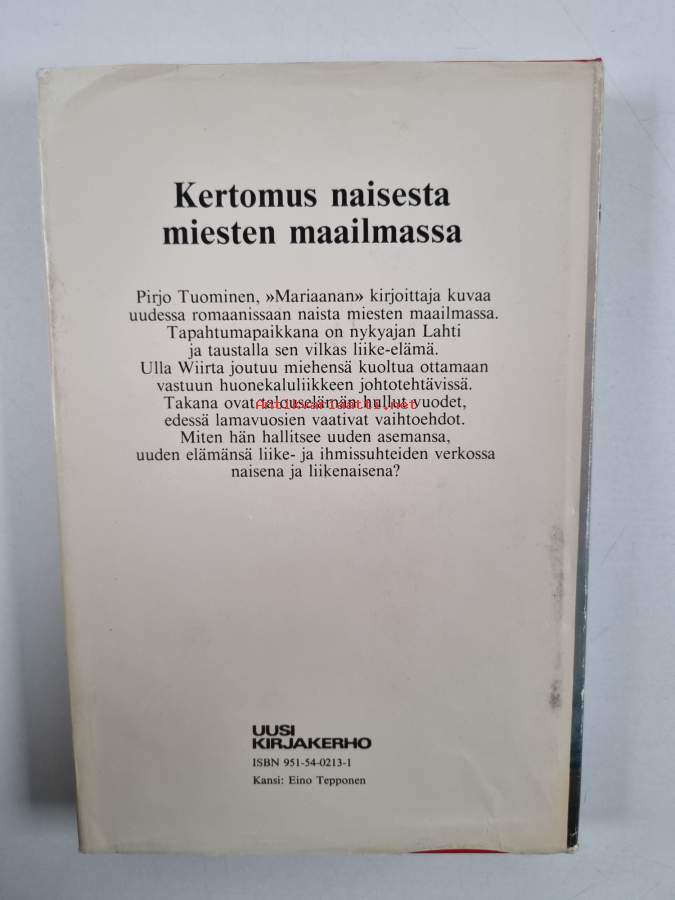 Kertomus naisesta
miesten maailmassa
Pirjo Tuominen, »Mariaanan» kirjoittaja kuvaa
uudessa romaanissaan naista miesten maailmassa.
Tapahtumapaikkana on nykyajan Lahti
ja taustalla sen vilkas liike-elämä.
Ulla Wiirta joutuu miehensä kuoltua ottamaan
vastuun huonekaluliikkeen johtotehtävissä.
Takana ovat talouselämän hullut vuodet,
Antikvariaatti.net
edessä lamavuosien vaativat vaihtoehdot.
Miten hän hallitsee uuden asemansa,
uuden elämänsä liike- ja ihmissuhteiden verkossa
naisena ja liikenaisena?
UUSI
KIRJAKERHO
ISBN 951-54-0213-1
Kansi: Eino Tepponen